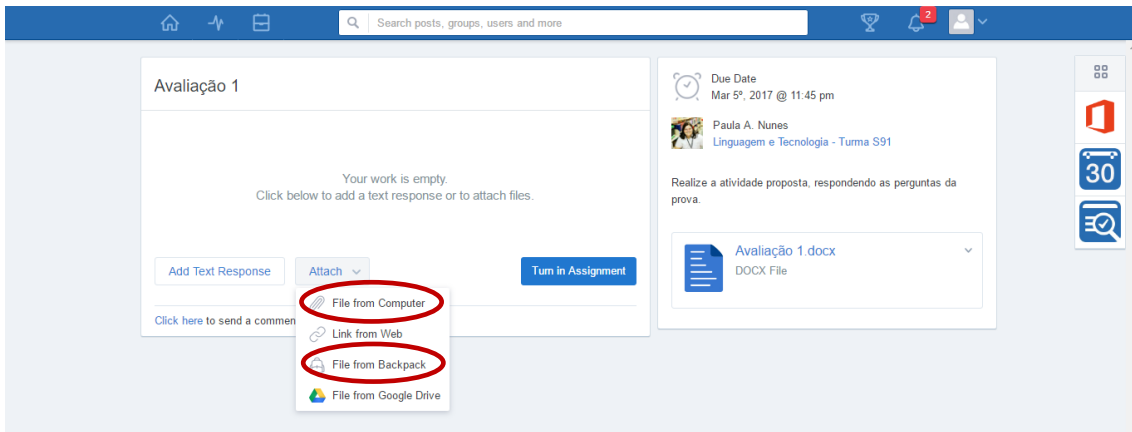 Search posts, groups, users and more
2
Avaliação 1
Your work is empty.
Click below to add a text response or to attach files.
Add Text Response
Attach
Turn in Assignment
File from Computer
Click here to send a commen
Link from Web
File from Backpack
File from Google Drive
Due Date
Mar 5º, 2017 @ 11:45 pm
Paula A. Nunes
Linguagem e Tecnologia - Turma S91
Realize a atividade proposta, respondendo as perguntas da
prova.
Avaliação 1.docx
DOCX File
30